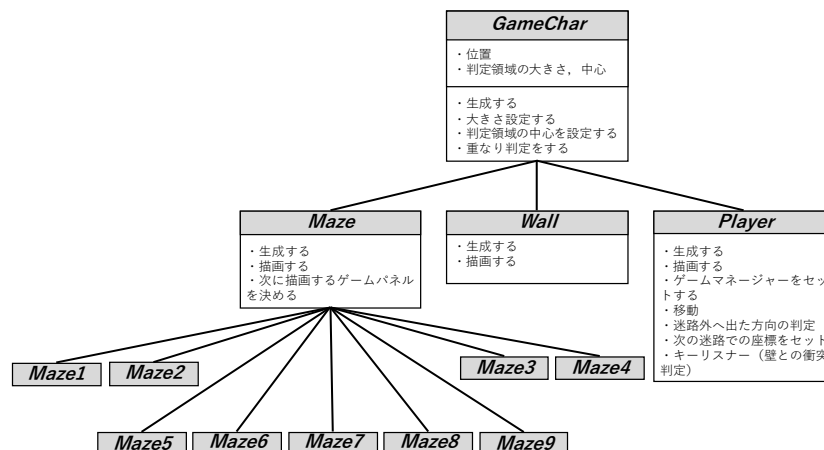 GameChar
・位置
・判定領域の大きさ，中心
・生成する
・大きさ設定する
・判定領域の中心を設定する
・重なり判定をする
Maze
・生成する
・描画する
・次に描画するゲームパネル
を決める
Wall
・生成する
・描画する
Player
・生成する
・描画する
・ゲームマネージャーをセッ
トする
・移動
・迷路外へ出た方向の判定
・次の迷路での座標をセット
・キーリスナー（壁との衝突
判定）
Maze1
Maze2
Maze3
Maze4
Maze5
Maze6
Maze7
Maze8
Maze9